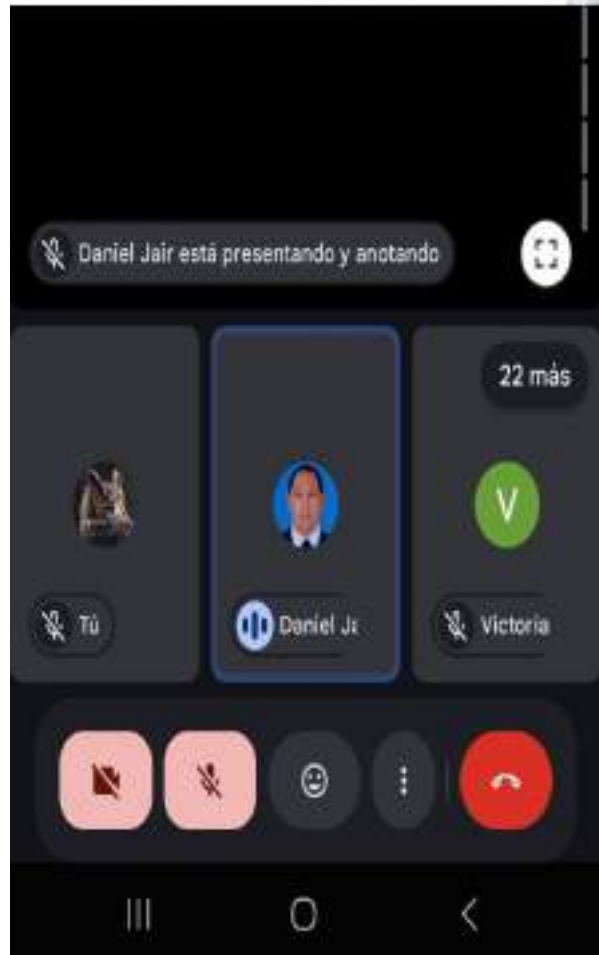 Daniel Jair está presentando y anotando
22 más
V
Tú
Daniel Ja
Victoria